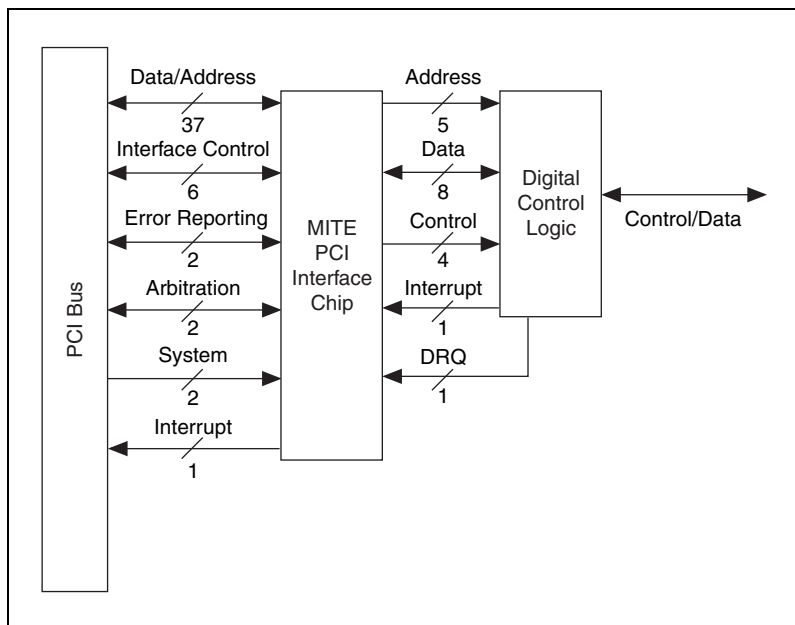 Data/Address
37
Interface Control
6
Error Reporting
2
Arbitration
2
System
2
Interrupt
1
PCI Bus
MITE
PCI
Interface
Chip
Address
5
Data
8
Control
4
Interrupt
1
DRQ
1
Digital
Control
Logic
Control/Data